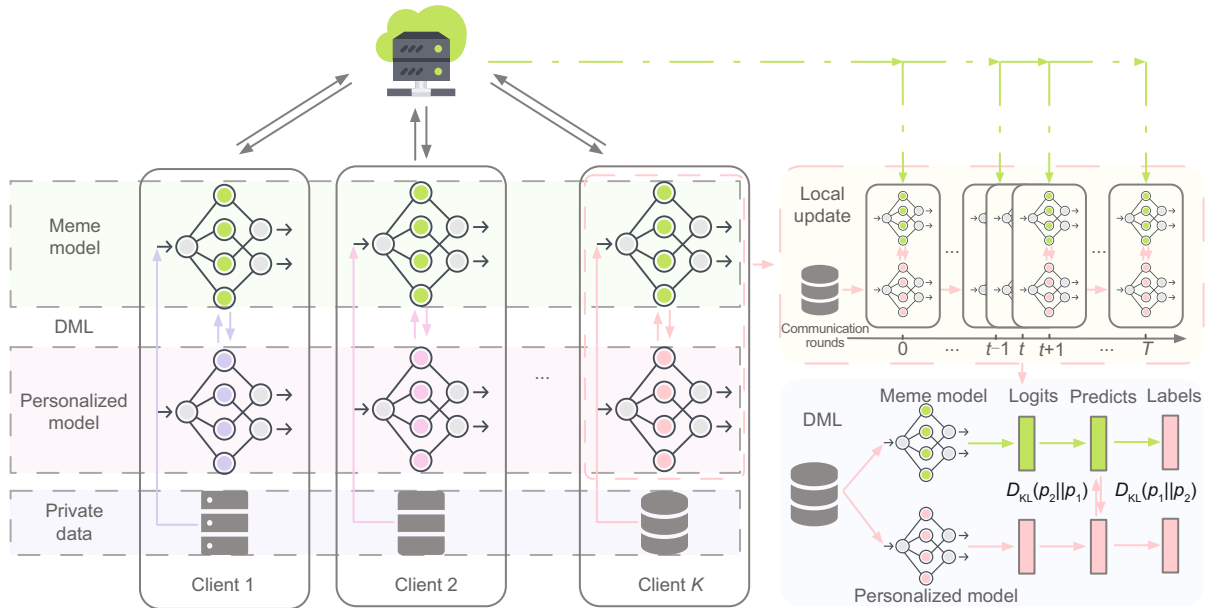 Meme
model
DML
Personalized
model
Private
data
...
Client 1
Client 2
Client K
Local
update
... ...
Communication
rounds
0 ... t−1 t t+1 ... T
DML
Meme model
Logits
Predicts
Labels
D_KL(p_2||p_1)
D_KL(p_1||p_2)
Personalized model